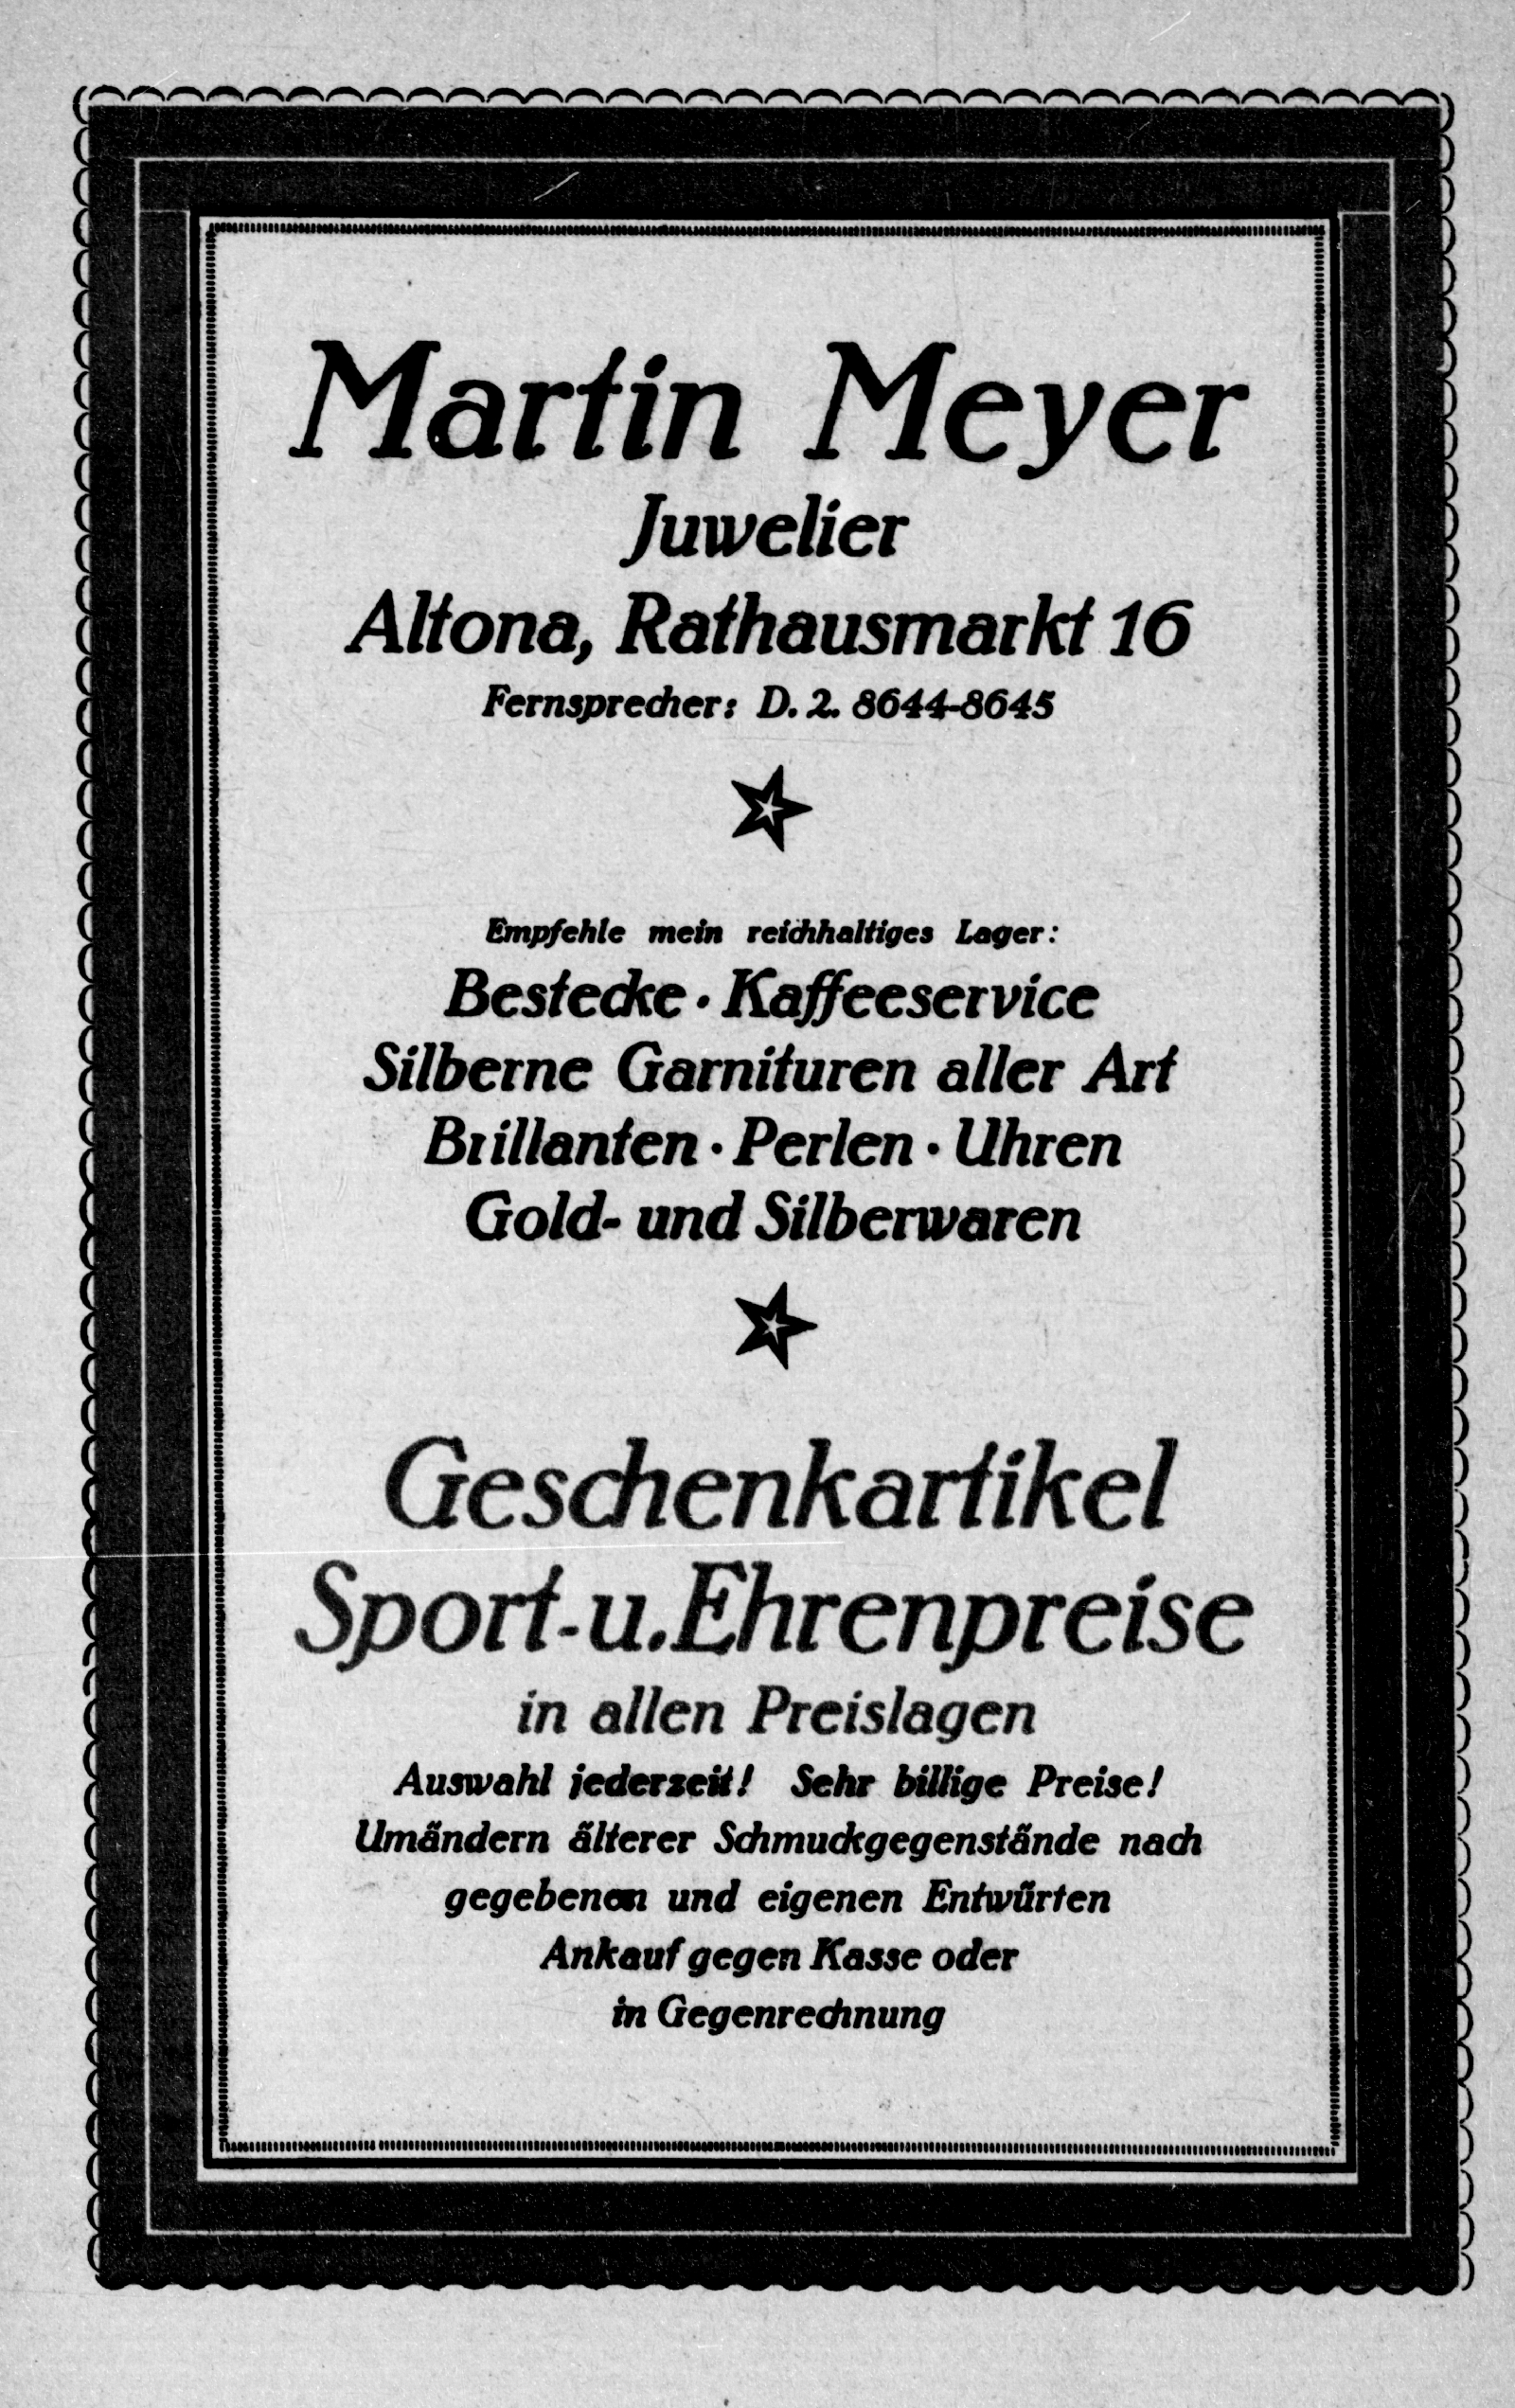 Martin Meyer
Juwelier
Altona, Rathausmarkt 16
Fernsprecher: D. 2. 8644-8645
Empfehle mein reichhaltiges Lager:
Bestecke · Kaffeeservice
Silberne Garnituren aller Art
Brillanten · Perlen · Uhren
Gold- und Silberwaren
Geschenkartikel
Sport- u. Ehrenpreise
in allen Preislagen
Auswahl jederzeit! Sehr billige Preise!
Umändern älterer Schmuckgegenstände nach
gegebenen und eigenen Entwürfen
Ankauf gegen Kasse oder
in Gegenrechnung